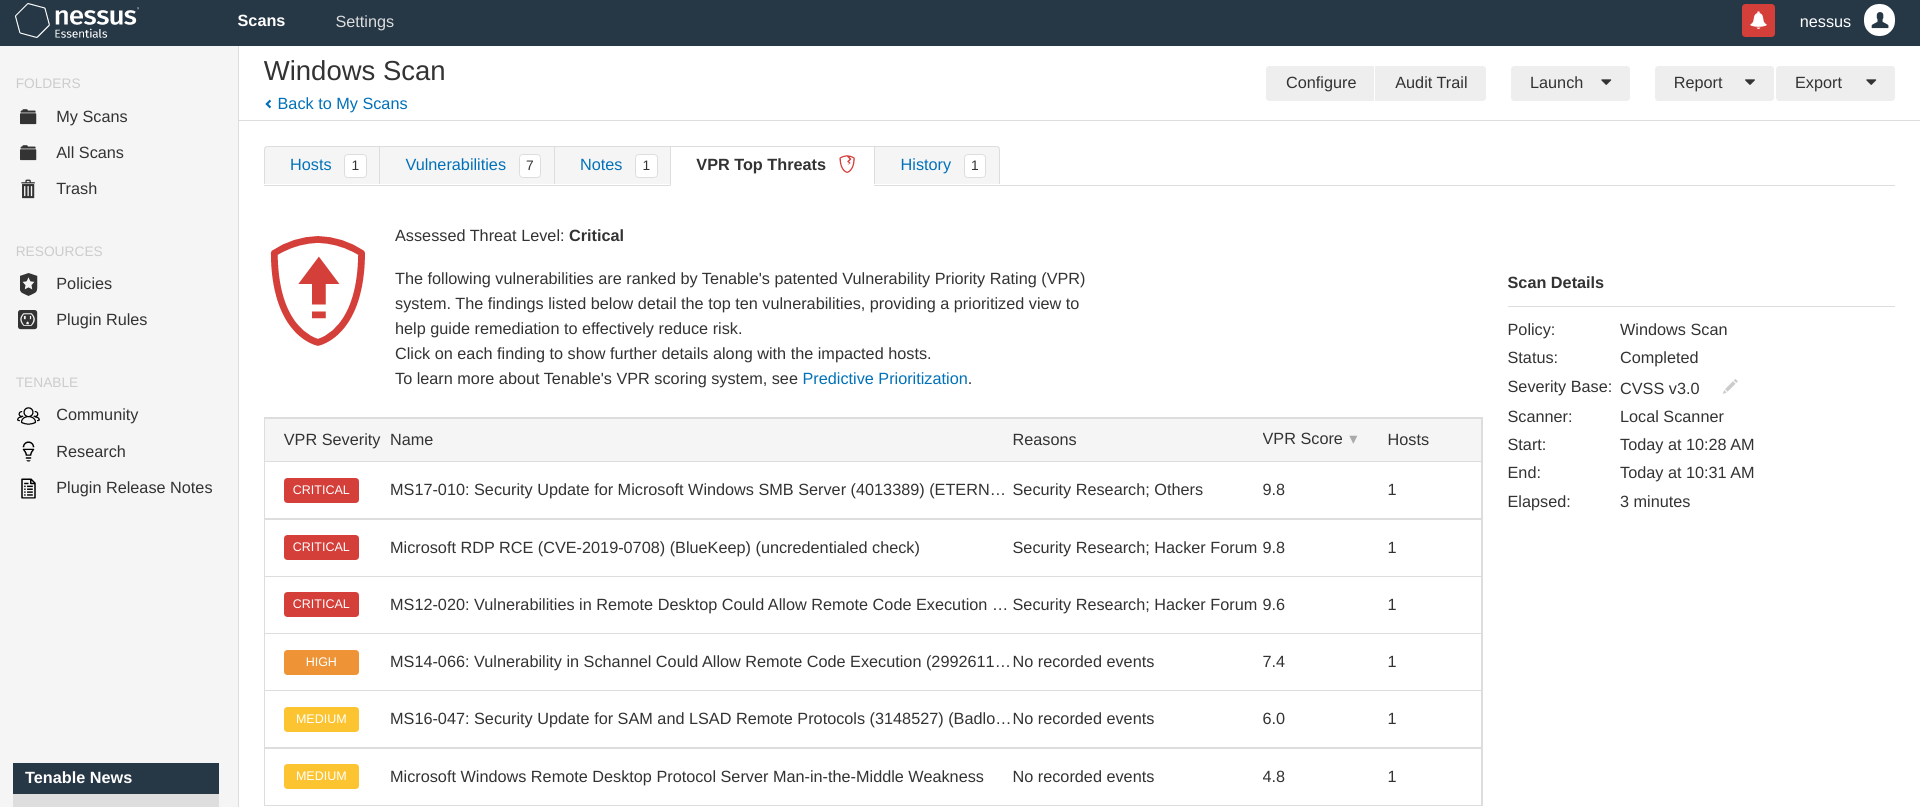 nessus
Essentials
Scans
Settings
nessus
FOLDERS
My Scans
All Scans
Trash
RESOURCES
Policies
Plugin Rules
TENABLE
Community
Research
Plugin Release Notes
Tenable News
Windows Scan
Back to My Scans
Configure
Audit Trail
Launch
Report
Export
Hosts 1
Vulnerabilities 7
Notes 1
VPR Top Threats
History 1
Assessed Threat Level: Critical
The following vulnerabilities are ranked by Tenable's patented Vulnerability Priority Rating (VPR)
system. The findings listed below detail the top ten vulnerabilities, providing a prioritized view to
help guide remediation to effectively reduce risk.
Click on each finding to show further details along with the impacted hosts.
To learn more about Tenable's VPR scoring system, see Predictive Prioritization.
VPR Severity Name Reasons VPR Score ▼ Hosts
CRITICAL MS17-010: Security Update for Microsoft Windows SMB Server (4013389) (ETERN… Security Research; Others 9.8 1
CRITICAL Microsoft RDP RCE (CVE-2019-0708) (BlueKeep) (uncredentialed check) Security Research; Hacker Forum 9.8 1
CRITICAL MS12-020: Vulnerabilities in Remote Desktop Could Allow Remote Code Execution … Security Research; Hacker Forum 9.6 1
HIGH MS14-066: Vulnerability in Schannel Could Allow Remote Code Execution (2992611… No recorded events 7.4 1
MEDIUM MS16-047: Security Update for SAM and LSAD Remote Protocols (3148527) (Badlo… No recorded events 6.0 1
MEDIUM Microsoft Windows Remote Desktop Protocol Server Man-in-the-Middle Weakness No recorded events 4.8 1
Scan Details
Policy: Windows Scan
Status: Completed
Severity Base: CVSS v3.0
Scanner: Local Scanner
Start: Today at 10:28 AM
End: Today at 10:31 AM
Elapsed: 3 minutes